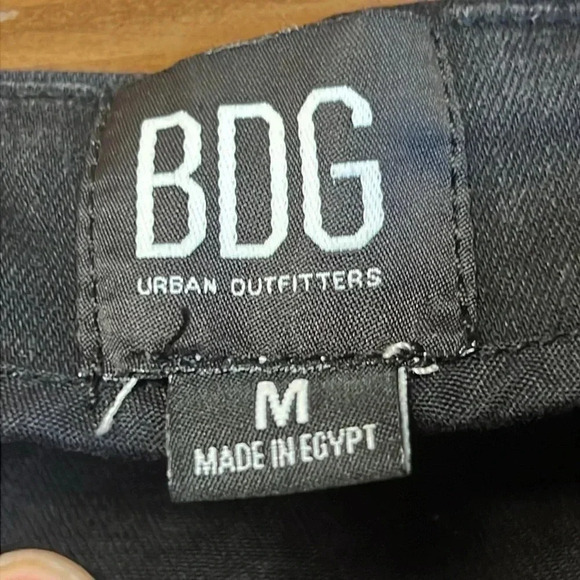 BDG
URBAN OUTFITTERS
M
MADE IN EGYPT